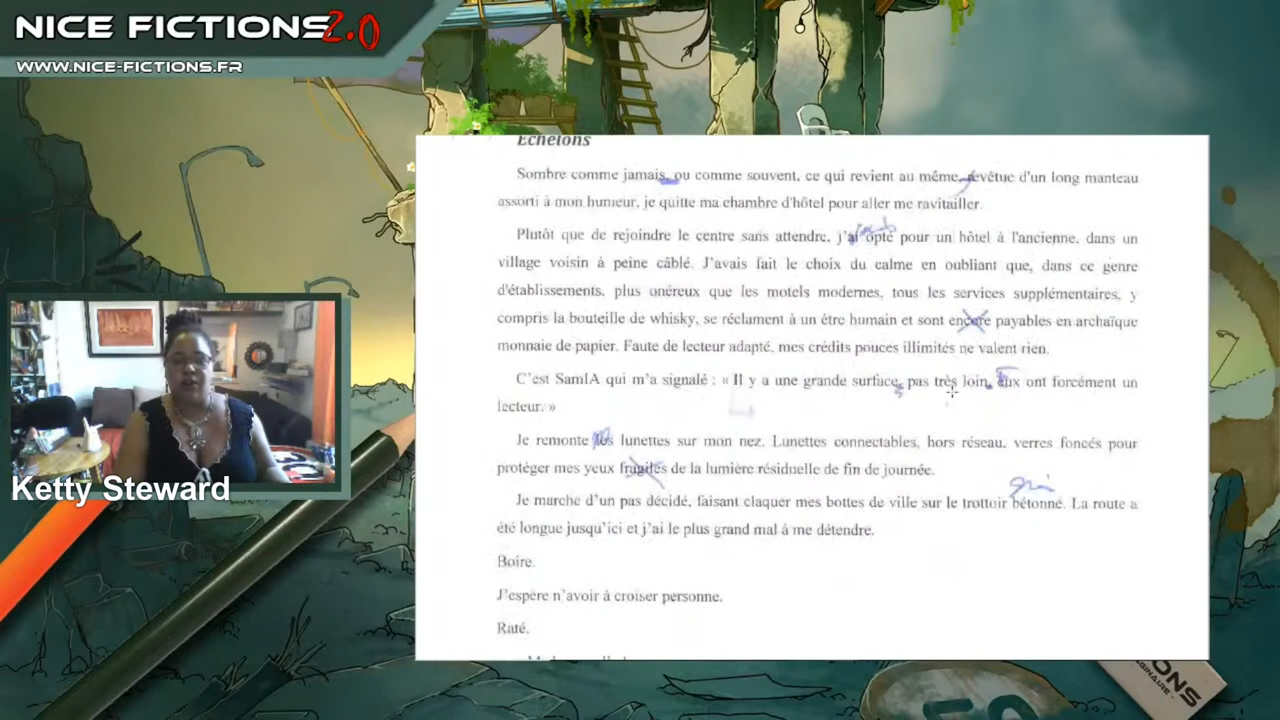 NICE FICTIONS 2.0
WWW.NICE-FICTIONS.FR
Echelons
Sombre comme jamais, ou comme souvent, ce qui revient au même, revêtue d'un long manteau
assorti à mon humeur, je quitte ma chambre d'hôtel pour aller me ravitailler.
Plutôt que de rejoindre le centre sans attendre, j'ai opté pour un hôtel à l'ancienne, dans un
village voisin à peine câblé. J'avais fait le choix du calme en oubliant que, dans ce genre
d'établissements, plus onéreux que les motels modernes, tous les services supplémentaires, y
compris la bouteille de whisky, se réclament à un être humain et sont encore payables en archaïque
monnaie de papier. Faute de lecteur adapté, mes crédits pouces illimités ne valent rien.
C'est SamIA qui m'a signalé : « Il y a une grande surface, pas très loin, Eux ont forcément un
lecteur. »
Je remonte les lunettes sur mon nez. Lunettes connectables, hors réseau, verres foncés pour
protéger mes yeux fragiles de la lumière résiduelle de fin de journée.
gris
Je marche d'un pas décidé, faisant claquer mes bottes de ville sur le trottoir bétonné. La route a
été longue jusqu'ici et j'ai le plus grand mal à me détendre.
Boire.
J'espère n'avoir à croiser personne.
Raté.
Ketty Steward